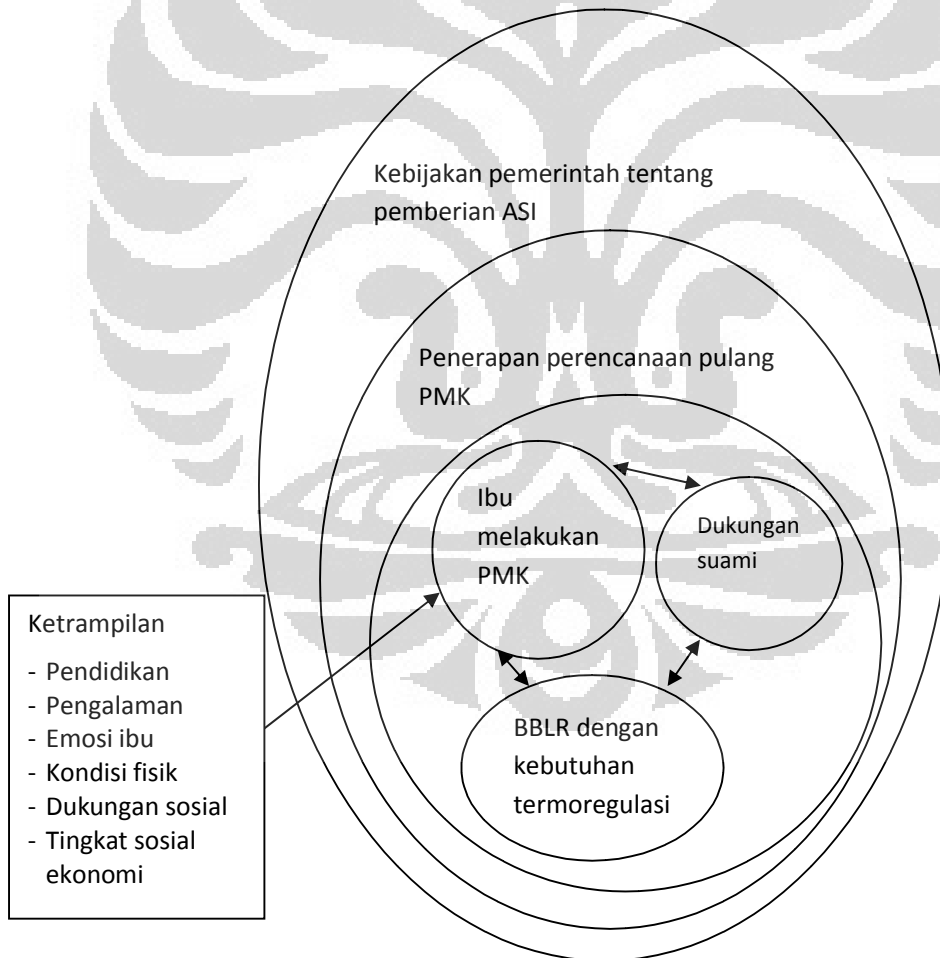 Kebijakan pemerintah tentang
pemberian ASI
Penerapan perencanaan pulang
PMK
Ibu
melakukan
PMK
Dukungan
suami
BBLR dengan
kebutuhan
termoregulasi
Ketrampilan
- Pendidikan
- Pengalaman
- Emosi ibu
- Kondisi fisik
- Dukungan sosial
- Tingkat sosial
ekonomi